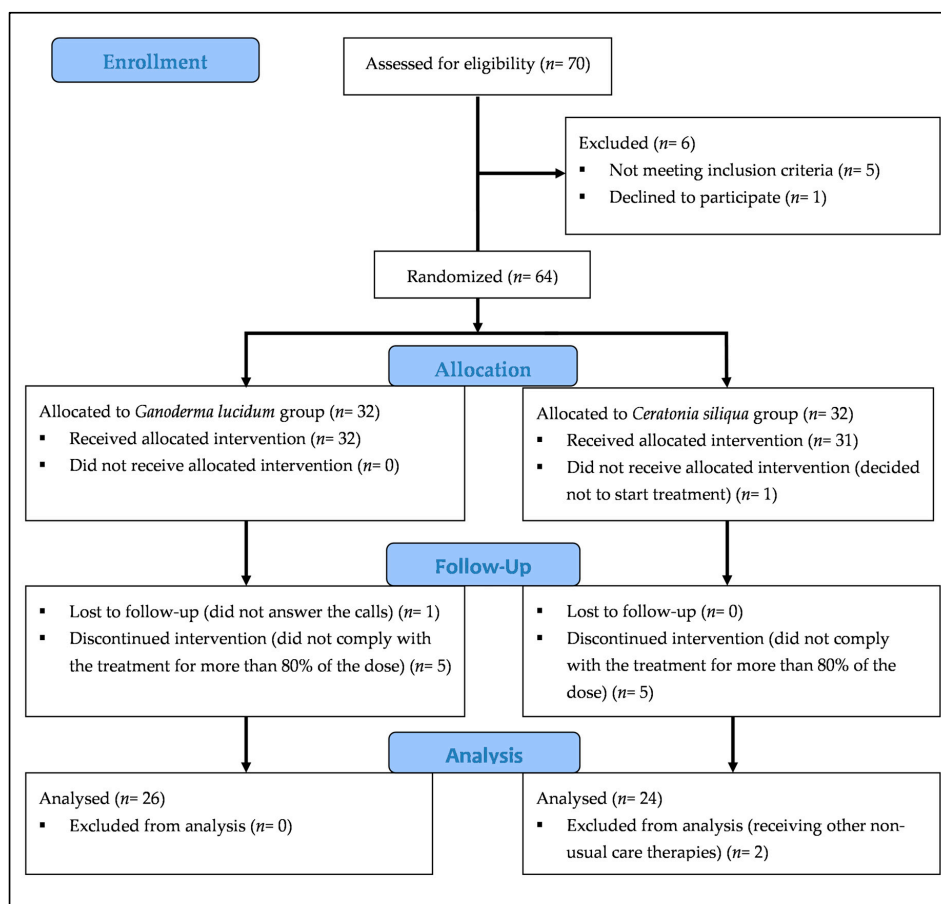 Enrollment
Assessed for eligibility (n= 70)
Excluded (n= 6)
▪ Not meeting inclusion criteria (n= 5)
▪ Declined to participate (n= 1)
Randomized (n= 64)
Allocation
Allocated to Ganoderma lucidum group (n= 32)
▪ Received allocated intervention (n= 32)
▪ Did not receive allocated intervention (n= 0)
Allocated to Ceratonia siliqua group (n= 32)
▪ Received allocated intervention (n= 31)
▪ Did not receive allocated intervention (decided
not to start treatment) (n= 1)
Follow-Up
▪ Lost to follow-up (did not answer the calls) (n= 1)
▪ Discontinued intervention (did not comply with
the treatment for more than 80% of the dose) (n= 5)
▪ Lost to follow-up (n= 0)
▪ Discontinued intervention (did not comply
with the treatment for more than 80% of the
dose) (n= 5)
Analysis
Analysed (n= 26)
▪ Excluded from analysis (n= 0)
Analysed (n= 24)
▪ Excluded from analysis (receiving other non-
usual care therapies) (n= 2)